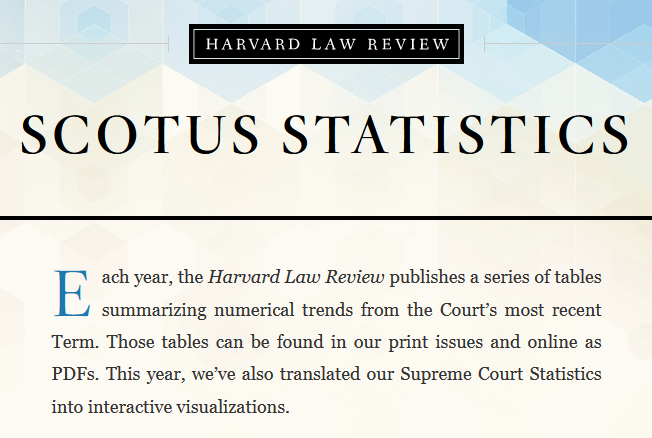 HARVARD LAW REVIEW
SCOTUS STATISTICS
Each year, the Harvard Law Review publishes a series of tables
summarizing numerical trends from the Court’s most recent
Term. Those tables can be found in our print issues and online as
PDFs. This year, we’ve also translated our Supreme Court Statistics
into interactive visualizations.